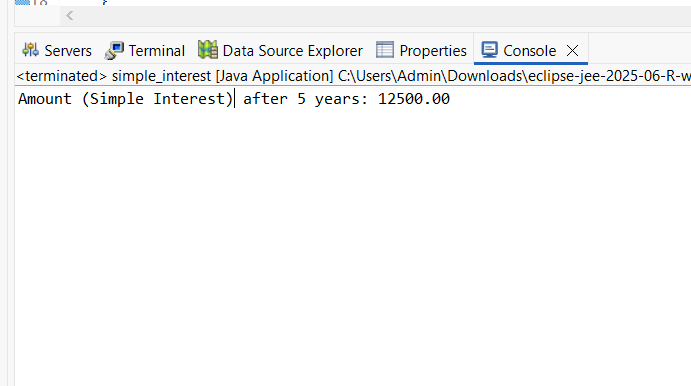 Servers Terminal Data Source Explorer Properties Console
<terminated> simple_interest [Java Application] C:\Users\Admin\Downloads\eclipse-jee-2025-06-R-w
Amount (Simple Interest) after 5 years: 12500.00